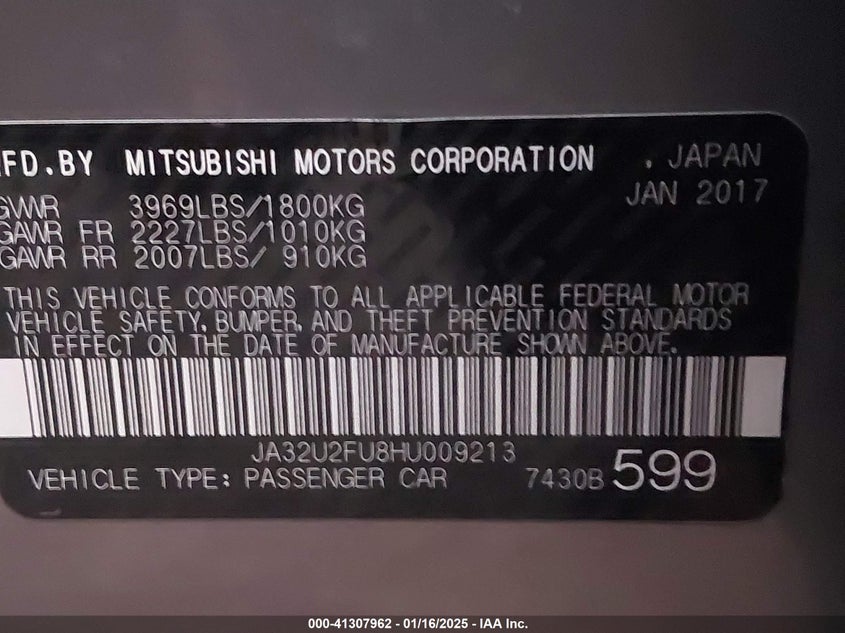 MFD.BY MITSUBISHI MOTORS CORPORATION . JAPAN
JAN 2017
GVWR 3969LBS/1800KG
GAWR FR 2227LBS/1010KG
GAWR RR 2007LBS/ 910KG
THIS VEHICLE CONFORMS TO ALL APPLICABLE FEDERAL MOTOR
VEHICLE SAFETY, BUMPER, AND THEFT PREVENTION STANDARDS
IN EFFECT ON THE DATE OF MANUFACTURE SHOWN ABOVE.
JA32U2FU8HU009213
VEHICLE TYPE: PASSENGER CAR 7430B 599
000-41307962 - 01/16/2025 - IAA Inc.